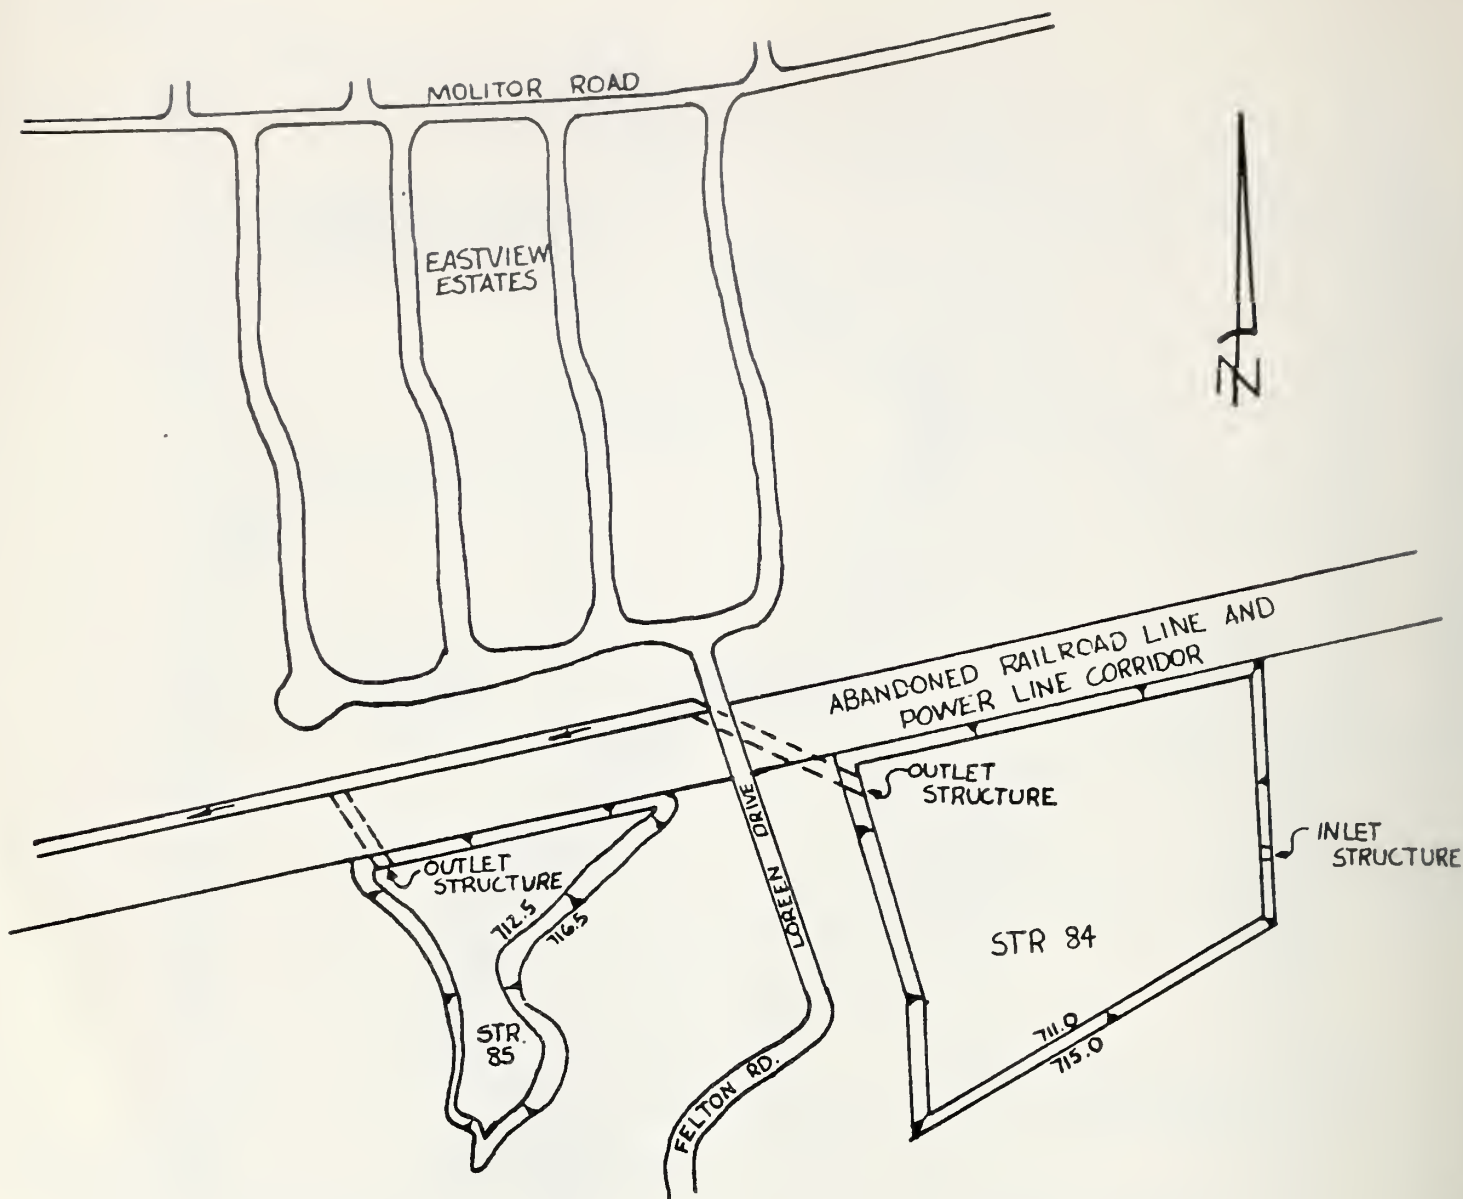 MOLITOR ROAD
EASTVIEW
ESTATES
N
ABANDONED RAILROAD LINE AND
POWER LINE CORRIDOR
OUTLET
STRUCTURE
INLET
STRUCTURE
OUTLET
STRUCTURE
LOREEN DRIVE
712.5
716.5
STR 84
STR.
85
711.0
715.0
FELTON RD.